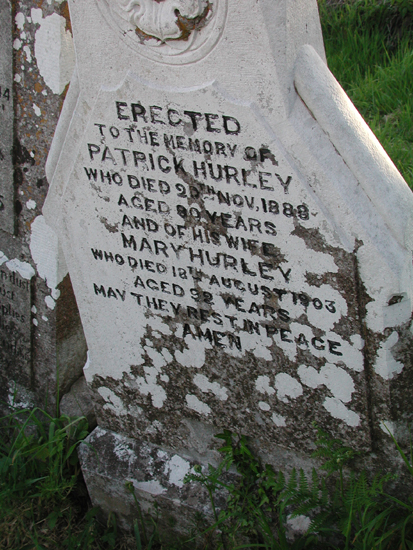 ERECTED
TO THE MEMORY OF
PATRICK HURLEY
WHO DIED 20TH NOV. 1888
AGED 90 YEARS
AND OF HIS WIFE
MARY HURLEY
WHO DIED 18TH AUGUST 1903
AGED 92 YEARS
MAY THEY REST IN PEACE
AMEN